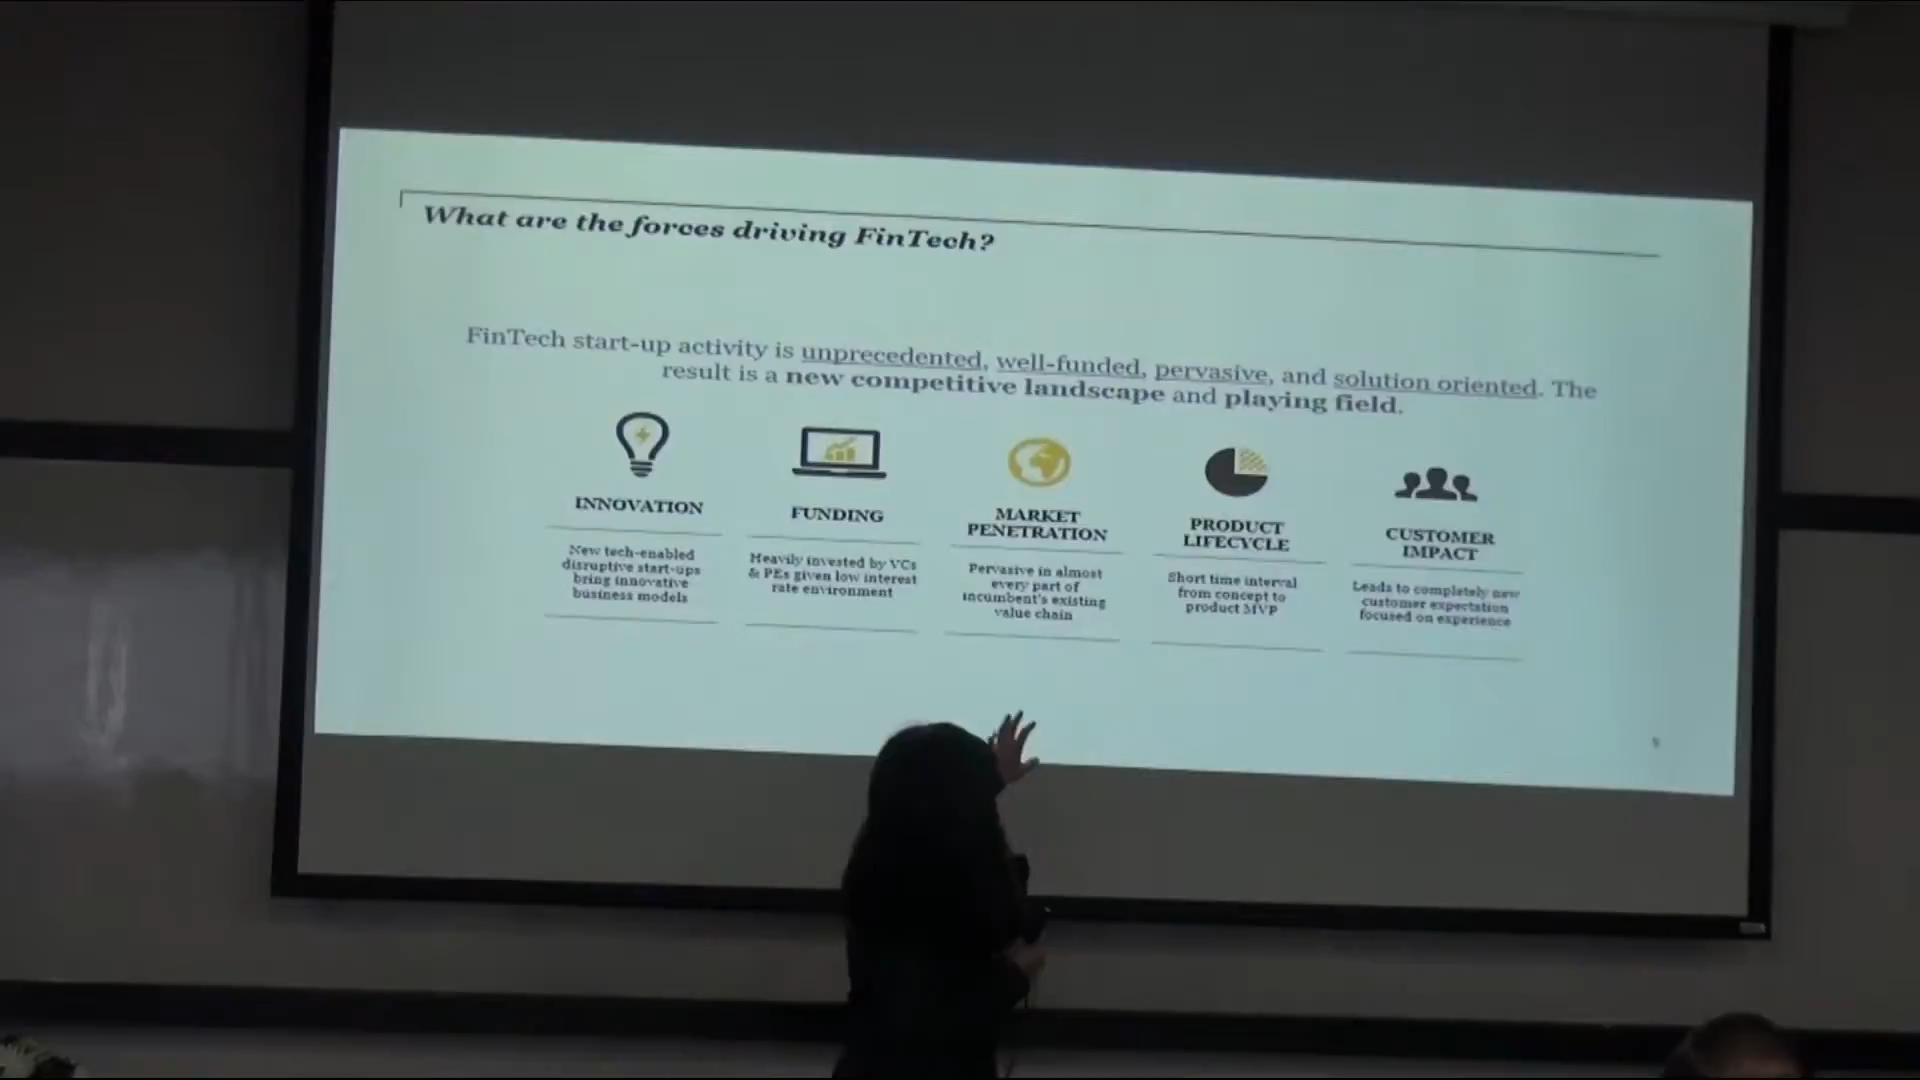 What are the forces driving FinTech?
FinTech start-up activity is unprecedented, well-funded, pervasive, and solution oriented. The
result is a new competitive landscape and playing field.
INNOVATION
New tech-enabled
disruptive start-ups
bring innovative
business models
FUNDING
Heavily invested by VCs
& PEs given low interest
rate environment
MARKET
PENETRATION
Pervasive in almost
every part of
incumbent's existing
value chain
PRODUCT
LIFECYCLE
Short time interval
from concept to
product MVP
CUSTOMER
IMPACT
Leads to completely new
customer expectation
focused on experience